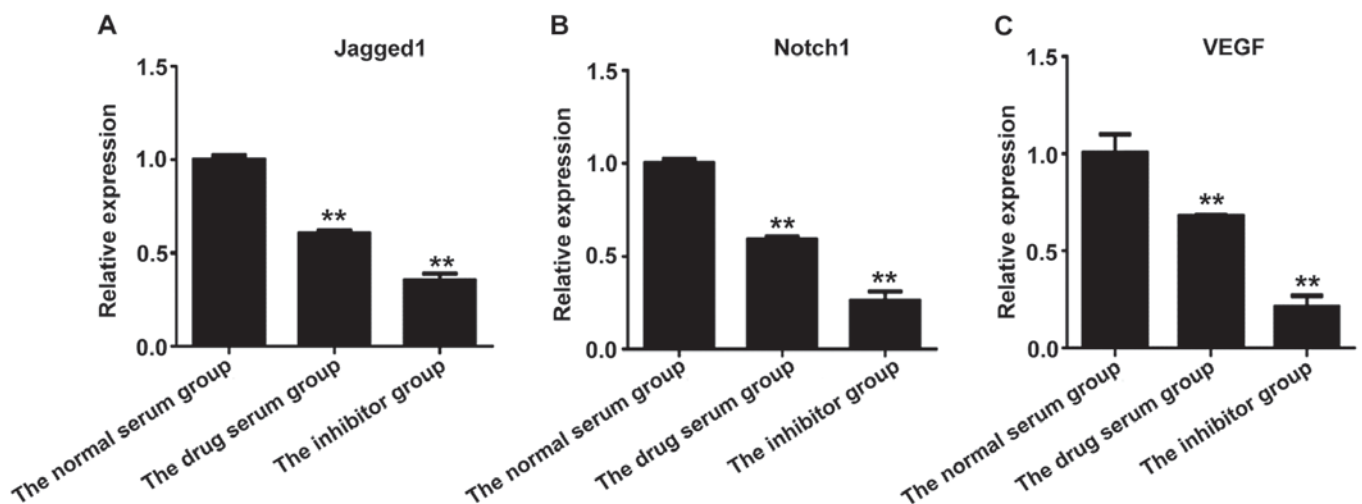 A
Jagged1
Relative expression
1.5
1.0
0.5
0.0
**
**
The normal serum group
The drug serum group
The inhibitor group
B
Notch1
Relative expression
1.5
1.0
0.5
0.0
**
**
The normal serum group
The drug serum group
The inhibitor group
C
VEGF
Relative expression
1.5
1.0
0.5
0.0
**
**
The normal serum group
The drug serum group
The inhibitor group